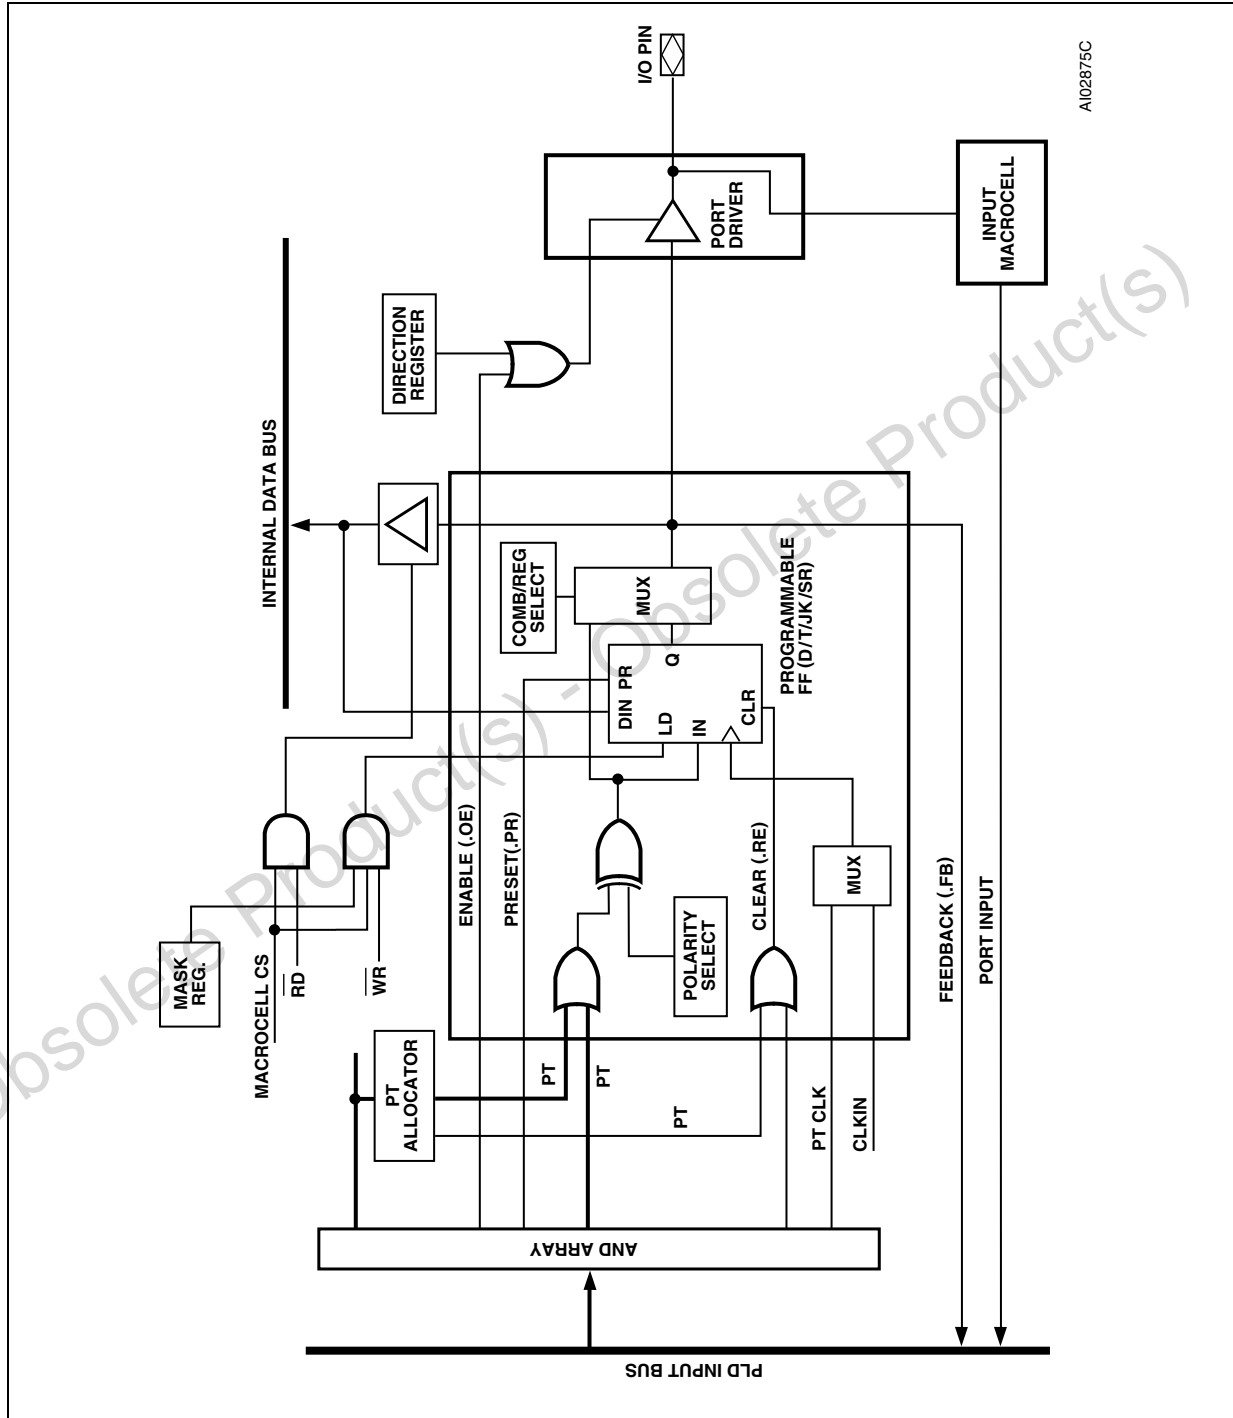 MASK
REG.
MACROCELL CS
RD
WR
INTERNAL DATA BUS
DIRECTION
REGISTER
I/O PIN
PT
ALLOCATOR
ENABLE (.OE)
PRESET(.PR)
COMB/REG
SELECT
PT
PT
PT
MUX
DIN PR
LD
Q
IN
CLR
PORT
DRIVER
POLARITY
SELECT
PROGRAMMABLE
FF (D/T/JK/SR)
CLEAR (.RE)
PT CLK
CLKIN
MUX
AND ARRAY
PLD INPUT BUS
FEEDBACK (.FB)
PORT INPUT
INPUT
MACROCELL
AI02875C
Obsolete Product(s) - Obsolete Product(s)